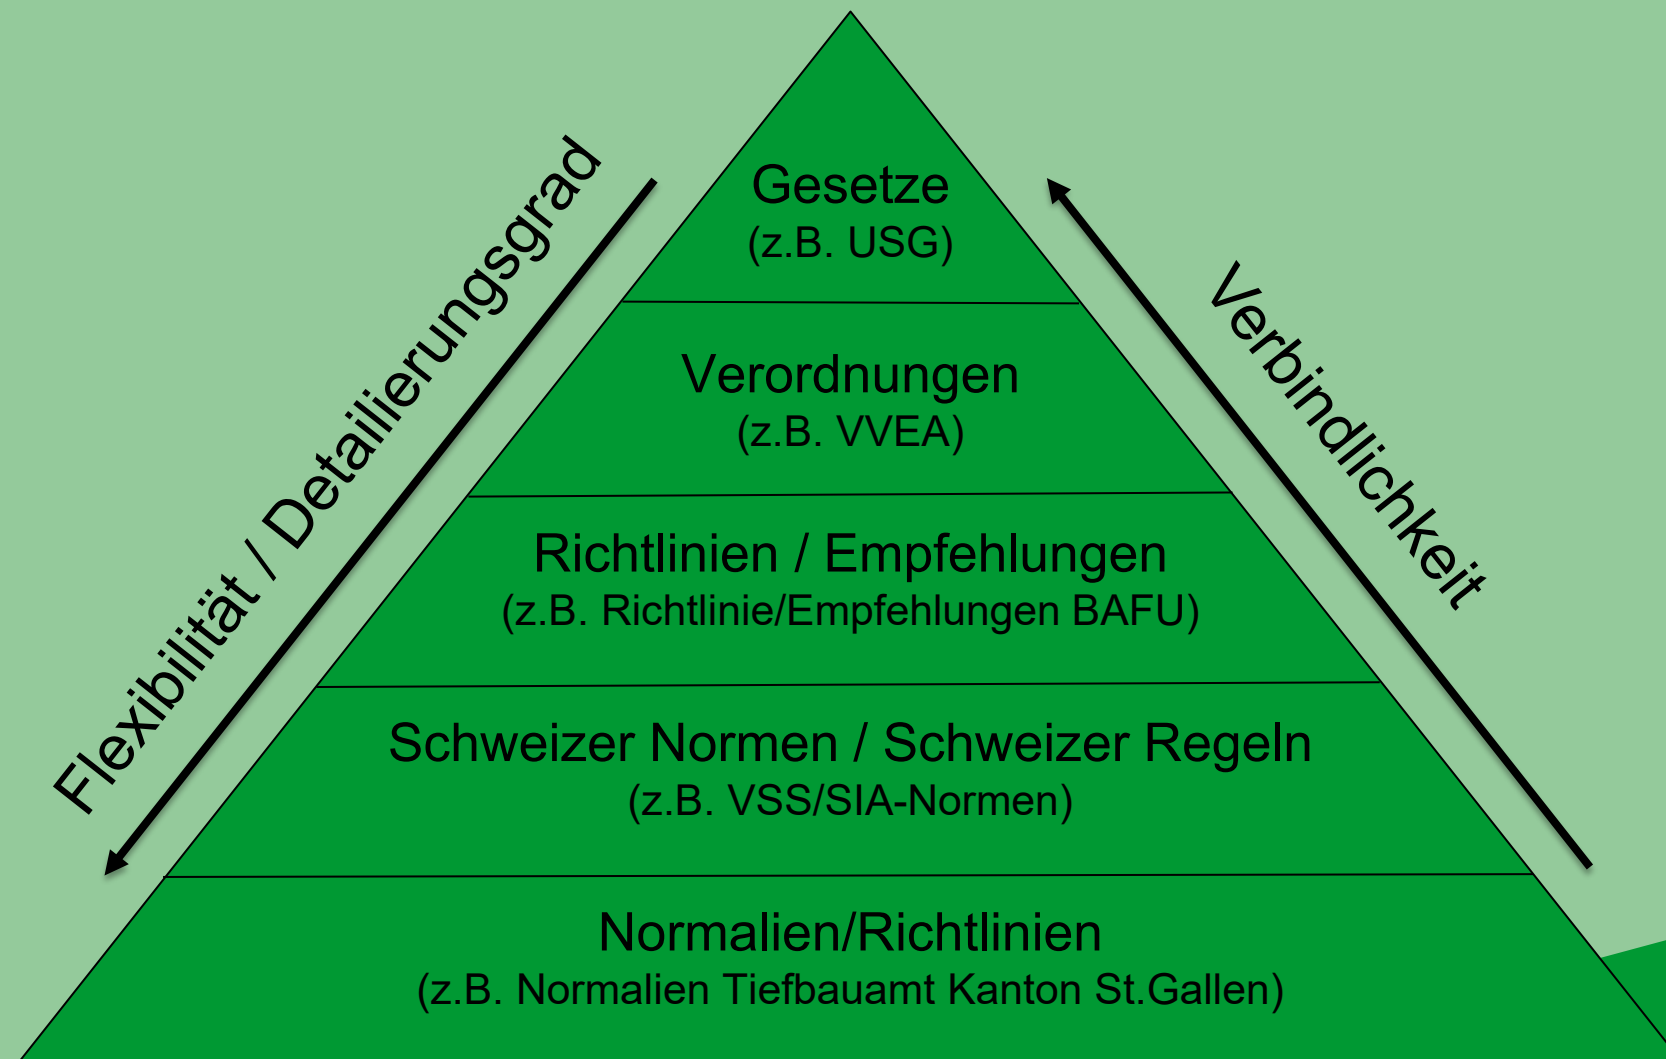 Gesetze
(z.B. USG)
Verordnungen
(z.B. VVEA)
Richtlinien / Empfehlungen
(z.B. Richtlinie/Empfehlungen BAFU)
Schweizer Normen / Schweizer Regeln
(z.B. VSS/SIA-Normen)
Normalien/Richtlinien
(z.B. Normalien Tiefbauamt Kanton St.Gallen)
Flexibilität / Detailierungsgrad
Verbindlichkeit